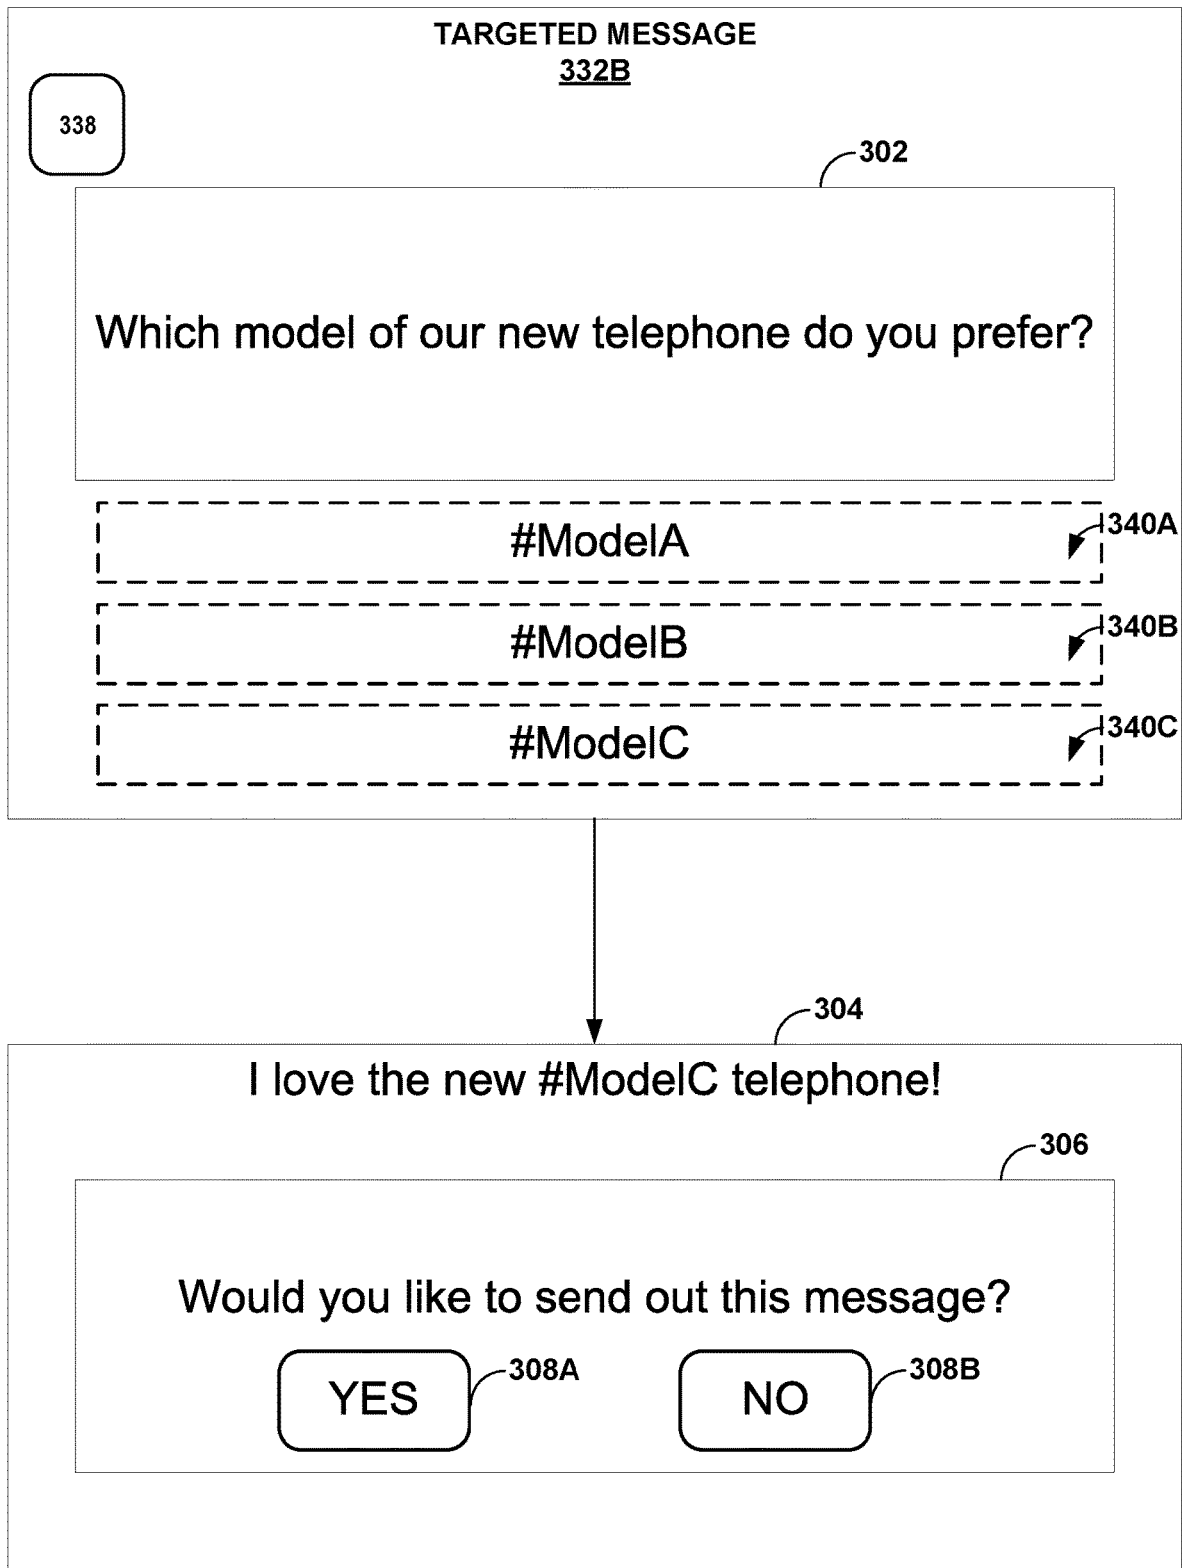 TARGETED MESSAGE
332B
338
302
Which model of our new telephone do you prefer?
#ModelA
340A
#ModelB
340B
#ModelC
340C
304
I love the new #ModelC telephone!
306
Would you like to send out this message?
YES
308A
NO
308B